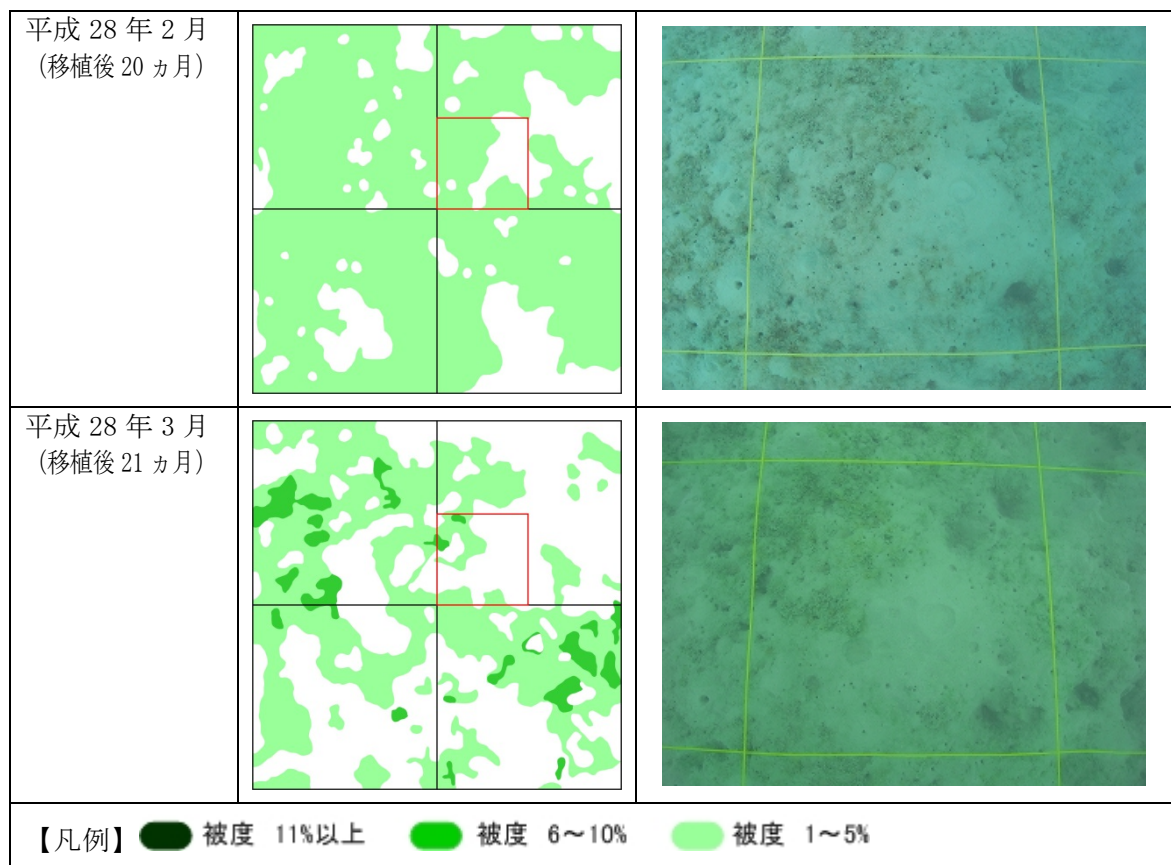 平成 28 年 2 月
（移植後 20 ヵ月）
平成 28 年 3 月
（移植後 21 ヵ月）
【凡例】 被度 11%以上 被度 6～10% 被度 1～5%